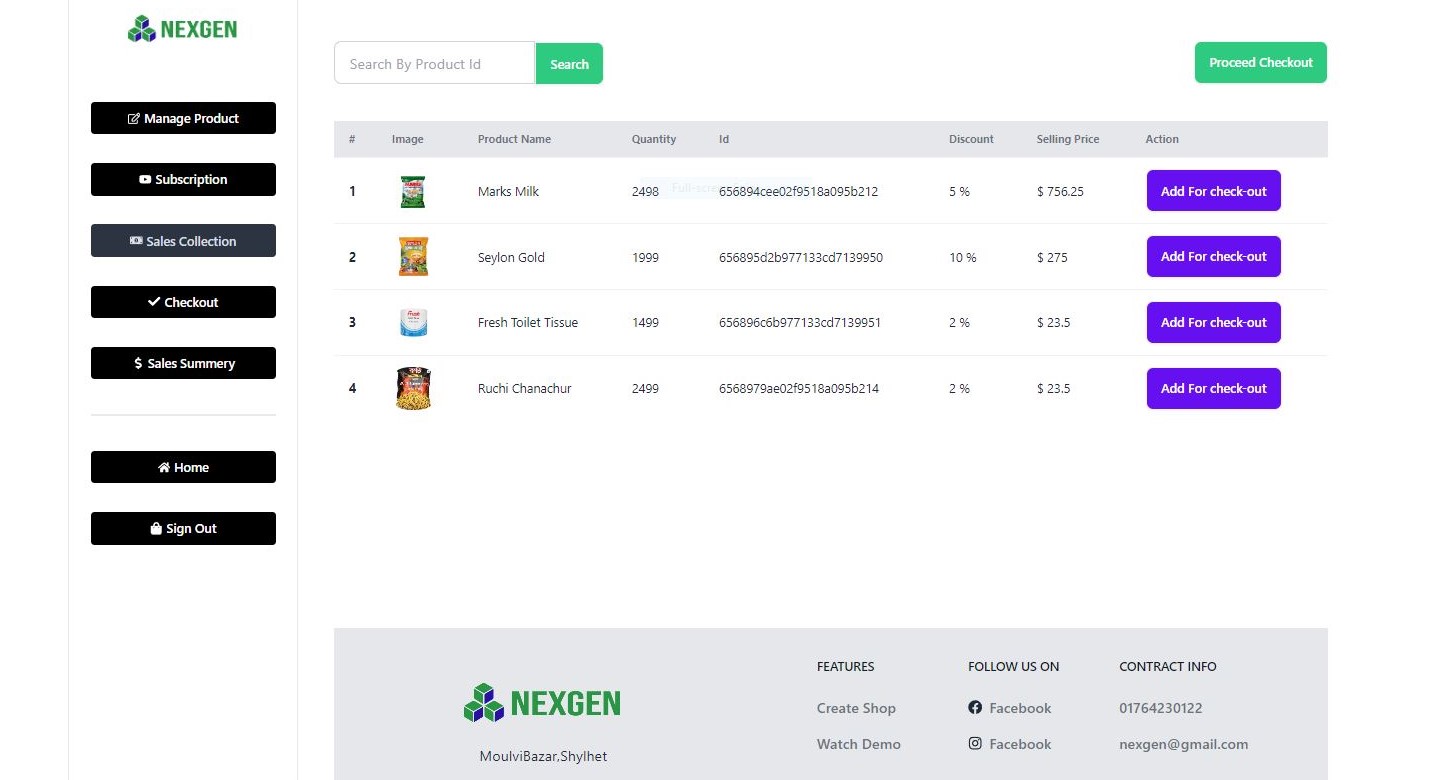 NEXGEN
Search By Product Id
Search
Proceed Checkout
Manage Product
Subscription
Sales Collection
Checkout
Sales Summery
Home
Sign Out
# Image Product Name Quantity Id Discount Selling Price Action
1 Marks Milk 2498 656894cee02f9518a095b212 5 % $ 756.25 Add For check-out
2 Seylon Gold 1999 656895d2b977133cd7139950 10 % $ 275 Add For check-out
3 Fresh Toilet Tissue 1499 656896c6b977133cd7139951 2 % $ 23.5 Add For check-out
4 Ruchi Chanachur 2499 6568979ae02f9518a095b214 2 % $ 23.5 Add For check-out
NEXGEN
MoulviBazar,Shylhet
FEATURES
Create Shop
Watch Demo
FOLLOW US ON
Facebook
Facebook
CONTRACT INFO
01764230122
nexgen@gmail.com